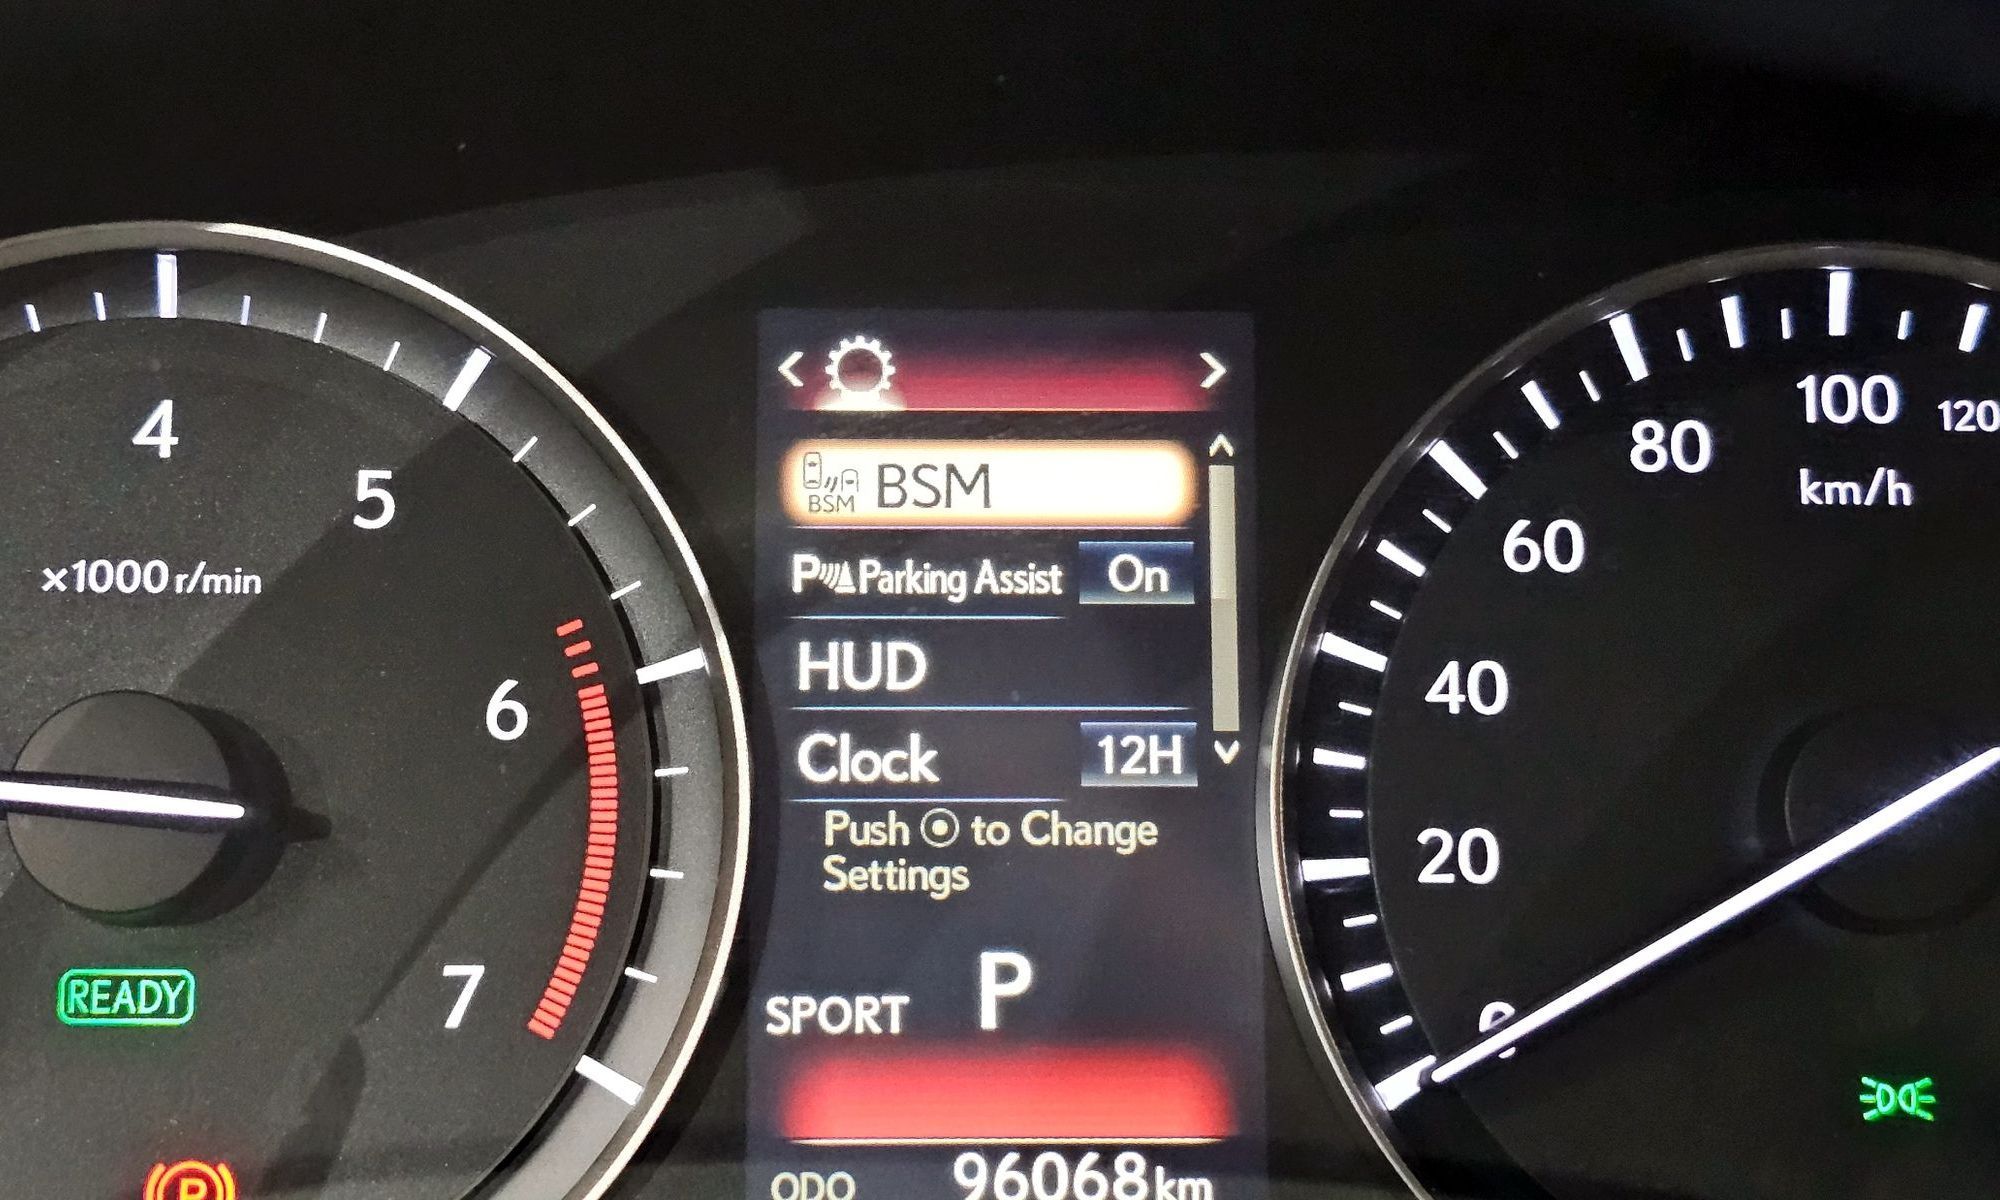 4
5
×1000 r/min
6
7
READY
P
BSM BSM
Parking Assist On
HUD
Clock 12H
Push to Change
Settings
SPORT P
ODO 96068 km
100
120
80
km/h
60
40
20
0